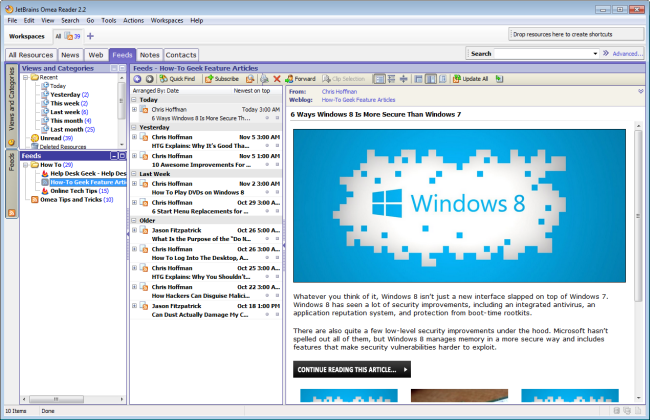 JetBrains Omea Reader 2.2
File Edit View Search Go Tools Actions Workspaces Help
Workspaces All 39 Drop resources here to create shortcuts
All Resources News Web Feeds Notes Contacts Search Advanced...
Views and Categories
Views and Categories
Recent
Today
Yesterday (2)
This week (2)
Last week (6)
This month (4)
Last month (25)
Unread (39)
Deleted Resources
Feeds
Feeds
How To (29)
Help Desk Geek - Help Des
How-To Geek Feature Artic
Online Tech Tips (15)
Omea Tips and Tricks (10)
Feeds - How-To Geek Feature Articles
Quick Find Subscribe Forward Clip Selection Update All
Arranged By: Date Newest on top
Today
Chris Hoffman Today 3:00 AM
6 Ways Windows 8 Is More Secure Th...
Yesterday
Chris Hoffman Nov 5 3:00 AM
HTG Explains: Why It's Good Tha...
Chris Hoffman Nov 5 1:00 AM
10 Awesome Improvements For ...
Last Week
Chris Hoffman Nov 2 3:00 AM
How To Play DVDs on Windows 8
Chris Hoffman Oct 29 3:00 AM
6 Start Menu Replacements for ...
Older
Jason Fitzpatrick Oct 26 5:00 A...
What Is the Purpose of the "Do N...
Chris Hoffman Oct 26 3:00 A...
How To Log Into The Desktop, A...
Chris Hoffman Oct 25 3:00 AM
HTG Explains: Why You Shouldn't...
Chris Hoffman Oct 22 3:00 AM
How Hackers Can Disguise Malici...
Jason Fitzpatrick Oct 18 1:00 PM
Can Dust Actually Damage My C...
From: Chris Hoffman
Weblog: How-To Geek Feature Articles
6 Ways Windows 8 Is More Secure Than Windows 7
Windows 8
Whatever you think of it, Windows 8 isn't just a new interface slapped on top of Windows 7.
Windows 8 has seen a lot of security improvements, including an integrated antivirus, an
application reputation system, and protection from boot-time rootkits.
There are also quite a few low-level security improvements under the hood. Microsoft hasn't
spelled out all of them, but Windows 8 manages memory in a more secure way and includes
features that make security vulnerabilities harder to exploit.
CONTINUE READING THIS ARTICLE...
10 Items Done